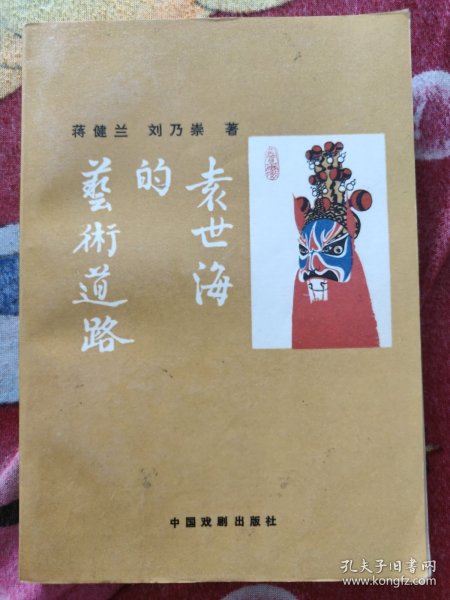 蒋健兰 刘乃崇 著
袁世海
的
藝術道路
中国戏剧出版社
孔夫子旧书网
www.kongfz.com